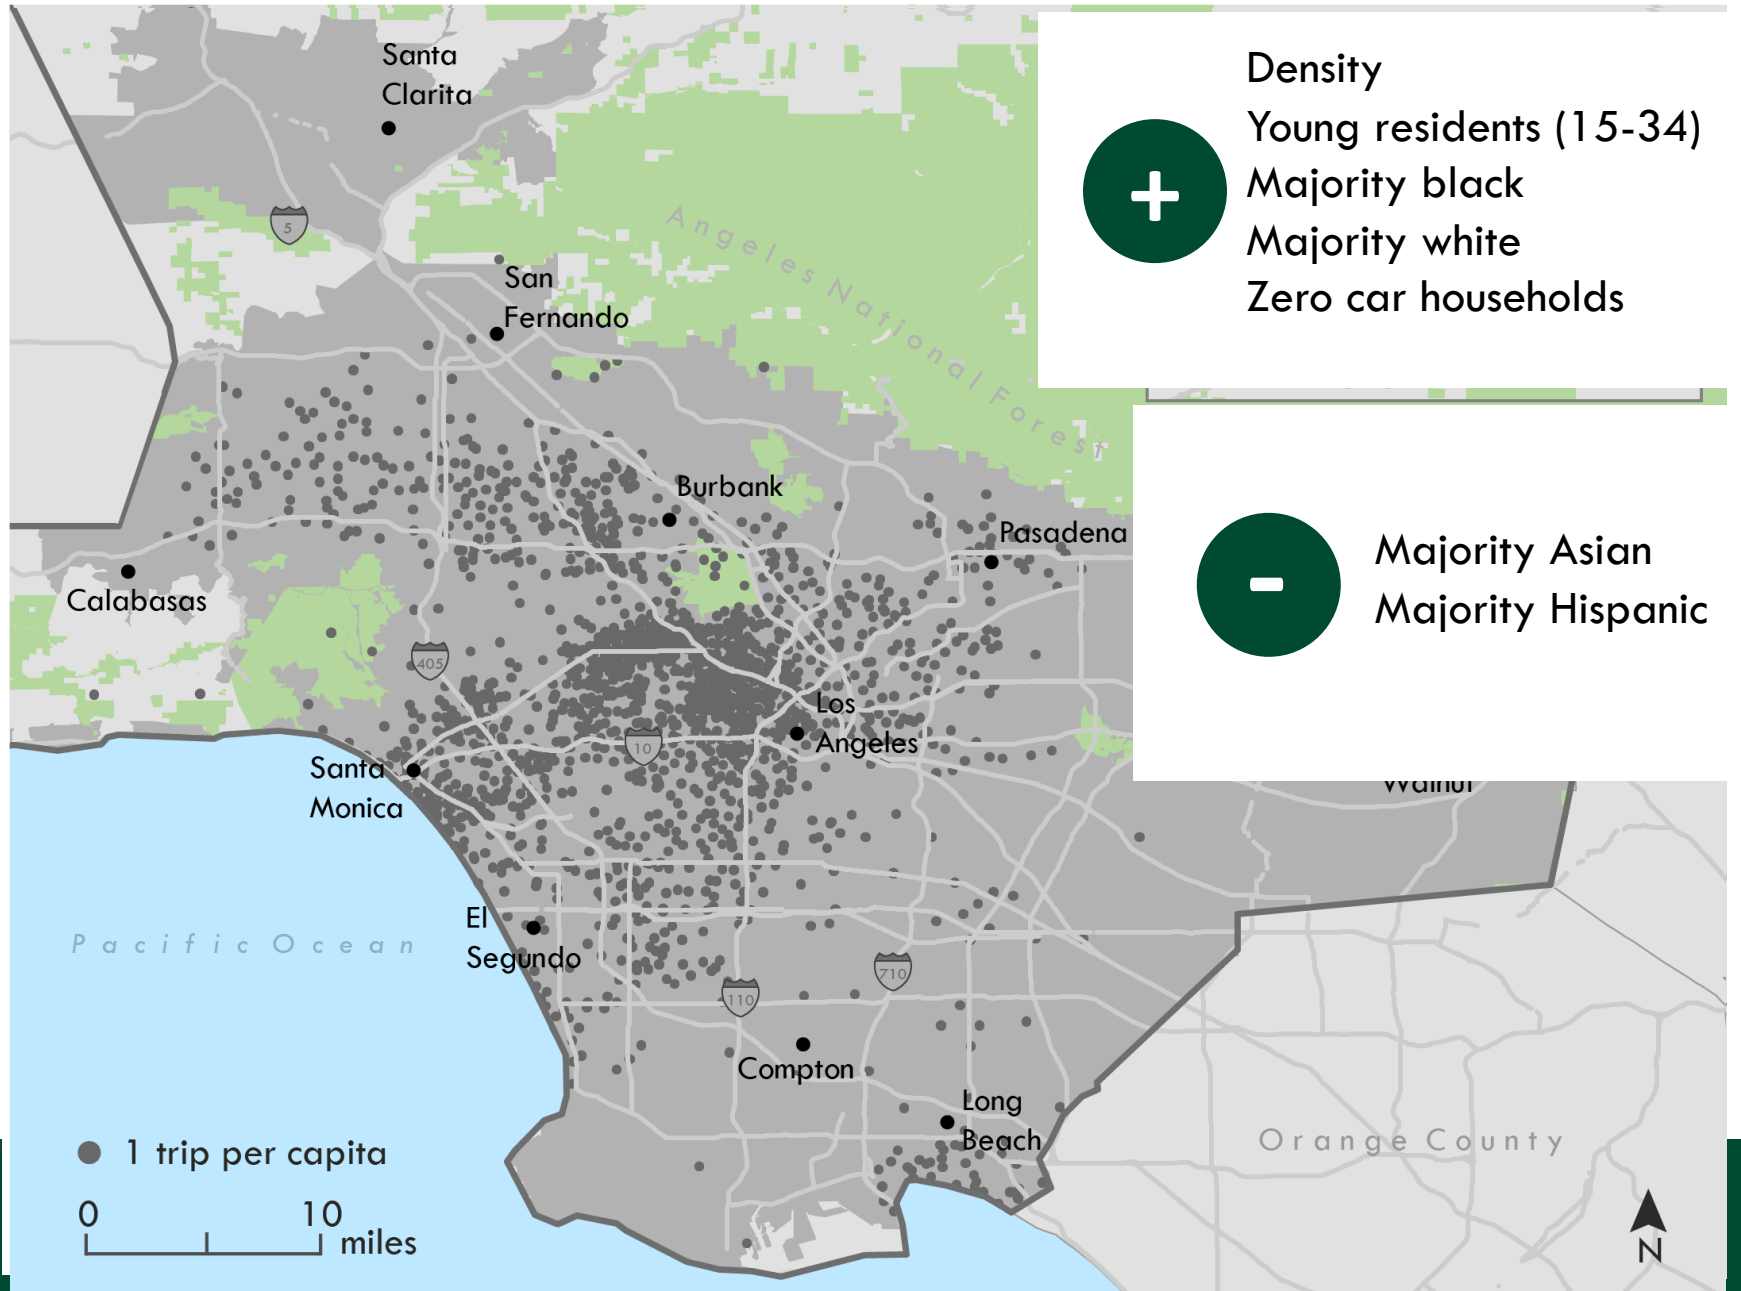 Santa
Clarita
Density
Young residents (15-34)
Majority black
Majority white
Zero car households
+
5
Angeles National Forest
San
Fernando
Burbank
Pasadena
-
Majority Asian
Majority Hispanic
Calabasas
405
Los
Angeles
10
Santa
Monica
Walnut
El
Segundo
Pacific Ocean
710
110
Compton
Long
Beach
Orange County
1 trip per capita
0 10
miles
N